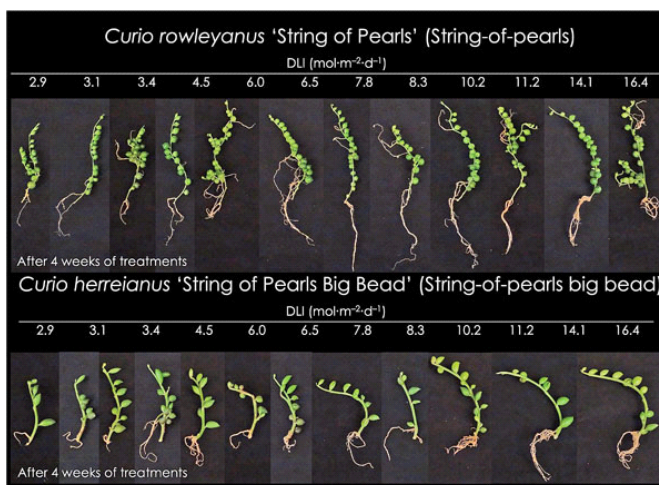 Curio rowleyanus ‘String of Pearls’ (String-of-pearls)
DLI (mol·m⁻²·d⁻¹)
2.9 3.1 3.4 4.5 6.0 6.5 7.8 8.3 10.2 11.2 14.1 16.4
After 4 weeks of treatments
Curio herreianus ‘String of Pearls Big Bead’ (String-of-pearls big bead)
DLI (mol·m⁻²·d⁻¹)
2.9 3.1 3.4 4.5 6.0 6.5 7.8 8.3 10.2 11.2 14.1 16.4
After 4 weeks of treatments